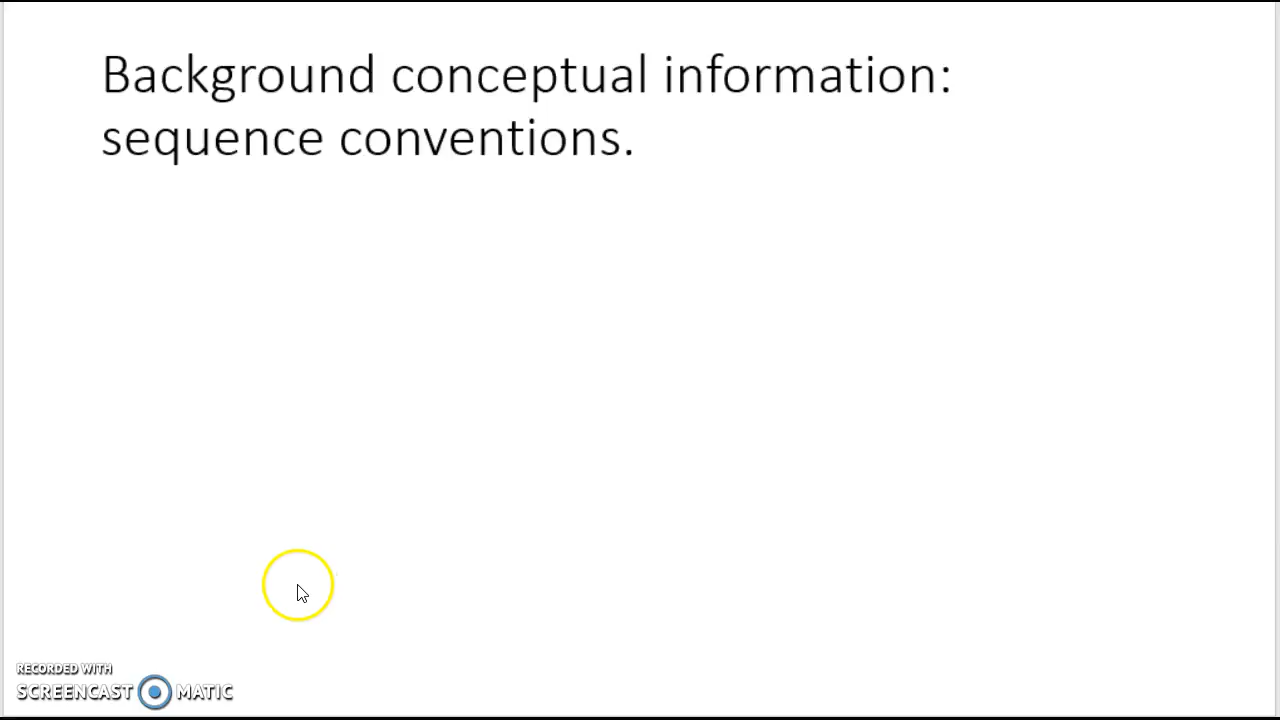 Background conceptual information:
sequence conventions.
RECORDED WITH
SCREENCAST MATIC